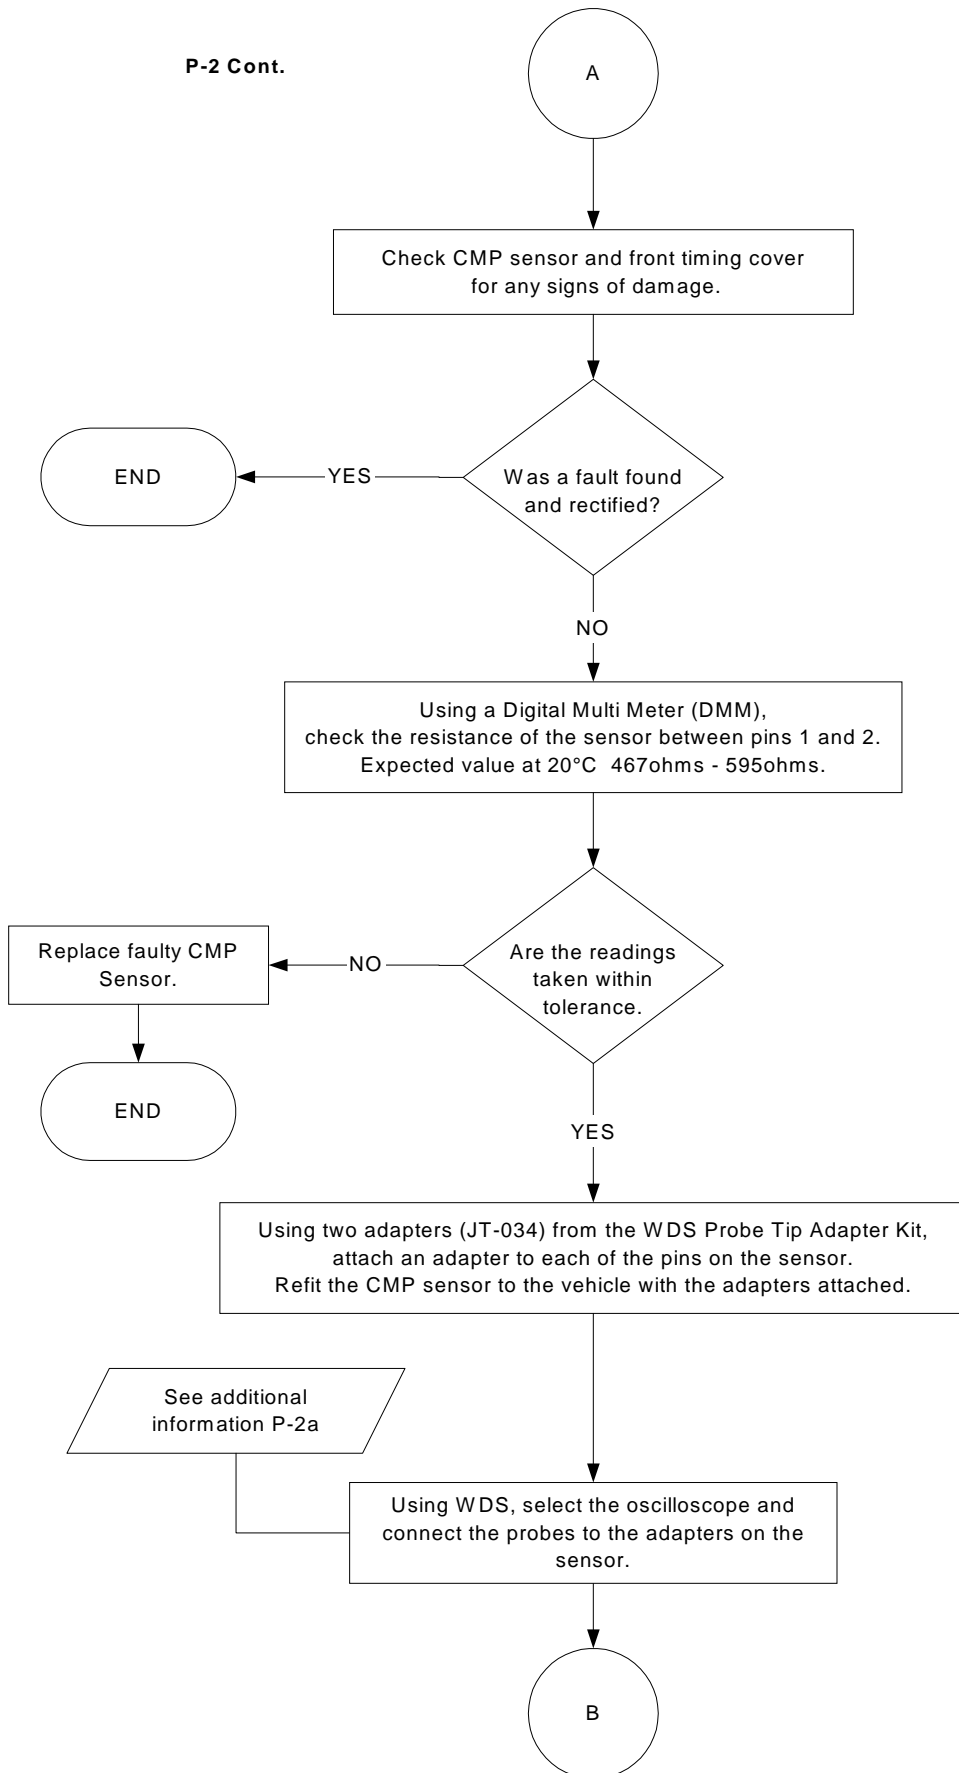 P-2 Cont.
A
Check CMP sensor and front timing cover
for any signs of damage.
Was a fault found
and rectified?
YES
END
NO
Using a Digital Multi Meter (DMM),
check the resistance of the sensor between pins 1 and 2.
Expected value at 20°C 467ohms - 595ohms.
Are the readings
taken within
tolerance.
NO
Replace faulty CMP
Sensor.
END
YES
Using two adapters (JT-034) from the WDS Probe Tip Adapter Kit,
attach an adapter to each of the pins on the sensor.
Refit the CMP sensor to the vehicle with the adapters attached.
See additional
information P-2a
Using WDS, select the oscilloscope and
connect the probes to the adapters on the
sensor.
B